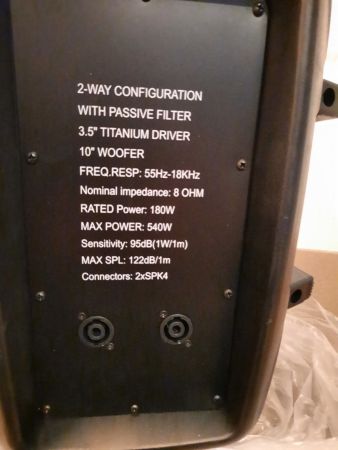 2-WAY CONFIGURATION
WITH PASSIVE FILTER
3.5" TITANIUM DRIVER
10" WOOFER
FREQ.RESP: 55Hz-18KHz
Nominal impedance: 8 OHM
RATED Power: 180W
MAX POWER: 540W
Sensitivity: 95dB(1W/1m)
MAX SPL: 122dB/1m
Connectors: 2xSPK4